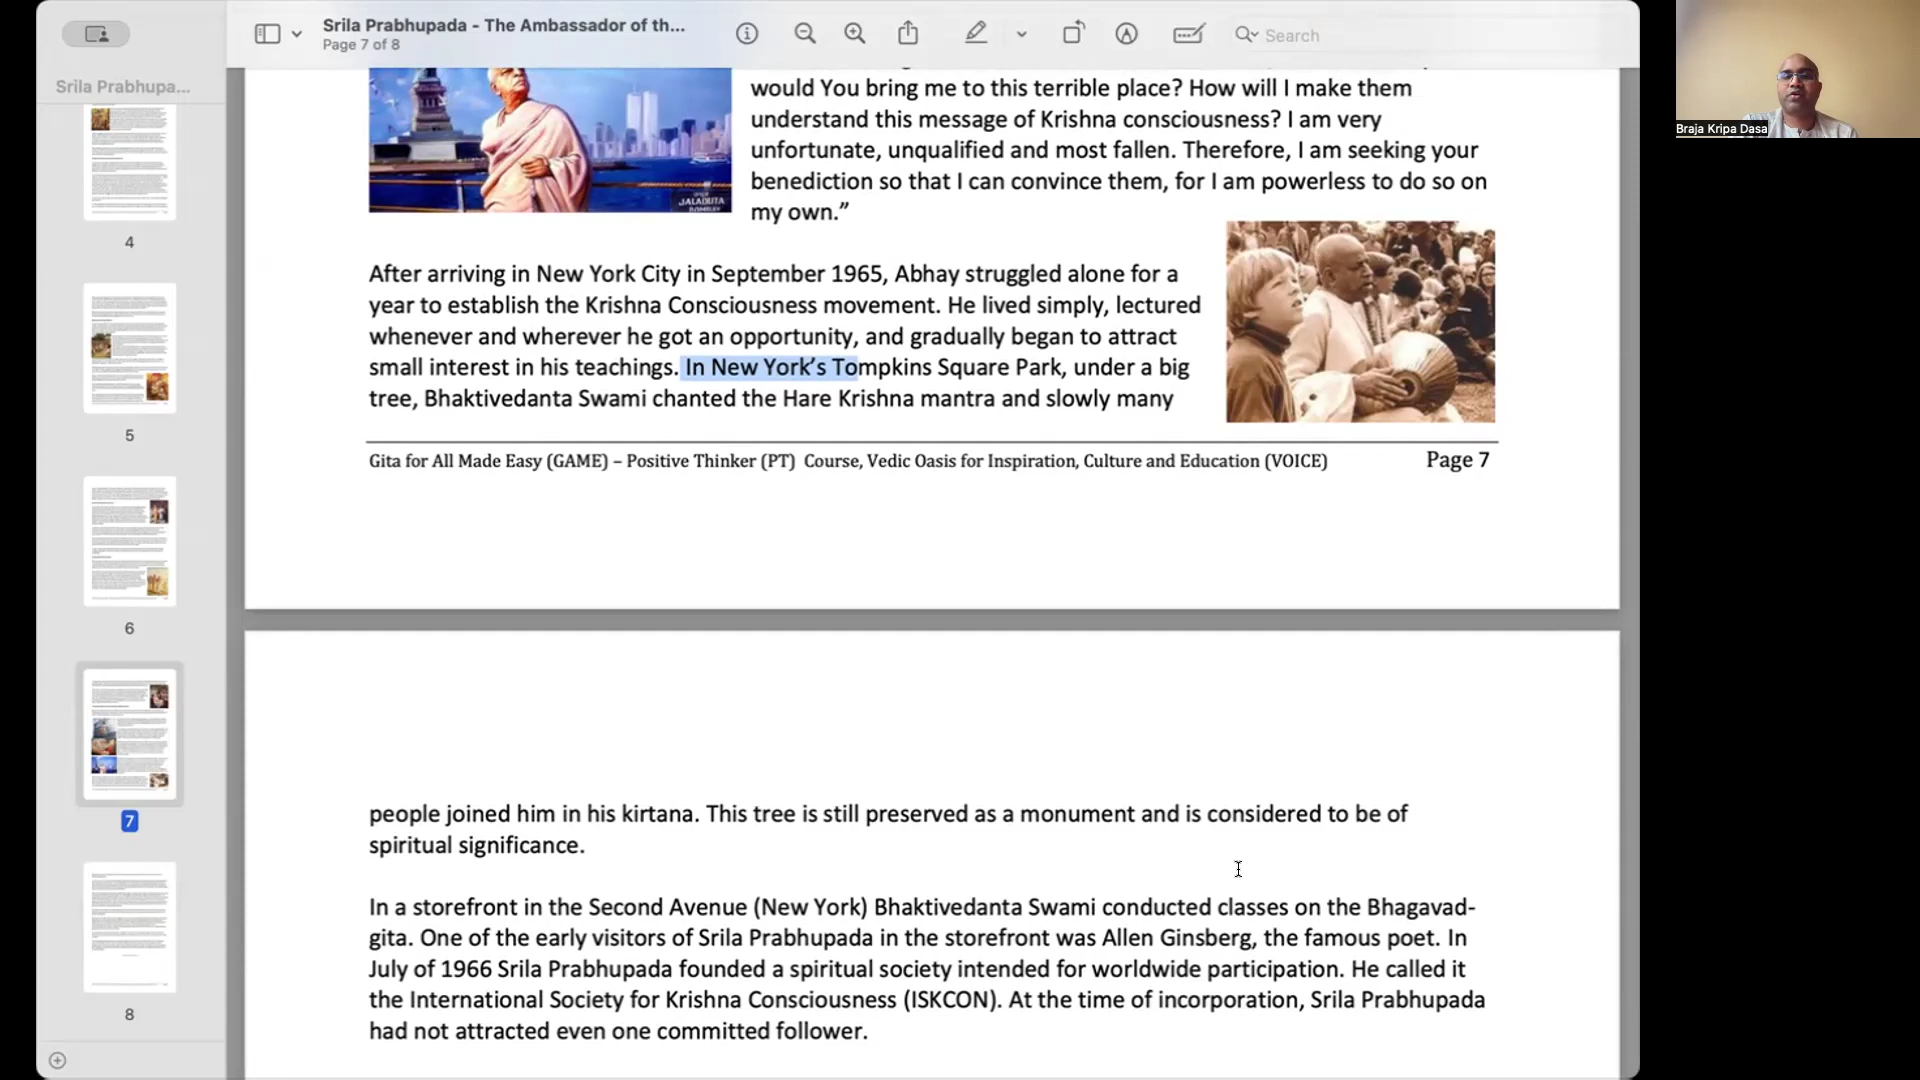 Srila Prabhupada - The Ambassador of th...
Page 7 of 8
Search
Srila Prabhupa...
4
5
6
7
8
JALADUTA
would You bring me to this terrible place? How will I make them
understand this message of Krishna consciousness? I am very
unfortunate, unqualified and most fallen. Therefore, I am seeking your
benediction so that I can convince them, for I am powerless to do so on
my own.”
After arriving in New York City in September 1965, Abhay struggled alone for a
year to establish the Krishna Consciousness movement. He lived simply, lectured
whenever and wherever he got an opportunity, and gradually began to attract
small interest in his teachings. In New York’s Tompkins Square Park, under a big
tree, Bhaktivedanta Swami chanted the Hare Krishna mantra and slowly many
Gita for All Made Easy (GAME) – Positive Thinker (PT) Course, Vedic Oasis for Inspiration, Culture and Education (VOICE) Page 7
people joined him in his kirtana. This tree is still preserved as a monument and is considered to be of
spiritual significance.
In a storefront in the Second Avenue (New York) Bhaktivedanta Swami conducted classes on the Bhagavad-
gita. One of the early visitors of Srila Prabhupada in the storefront was Allen Ginsberg, the famous poet. In
July of 1966 Srila Prabhupada founded a spiritual society intended for worldwide participation. He called it
the International Society for Krishna Consciousness (ISKCON). At the time of incorporation, Srila Prabhupada
had not attracted even one committed follower.
Braja Kripa Dasa